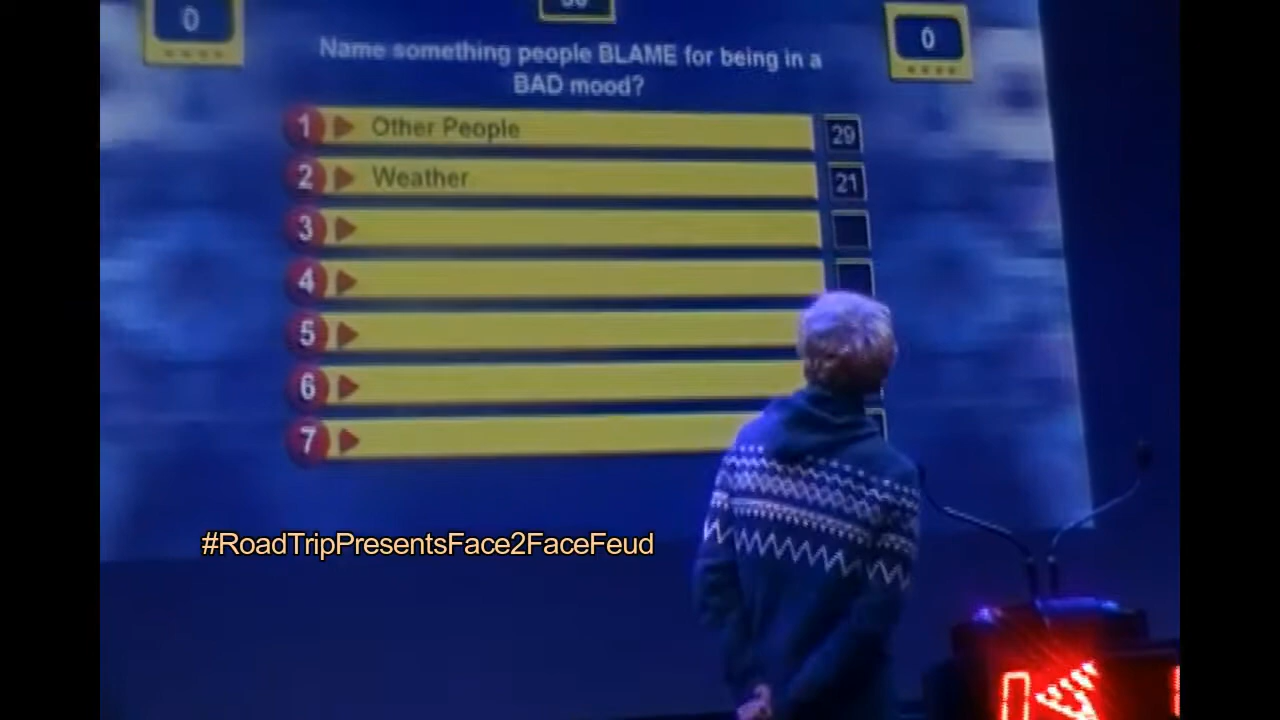 0
0
Name something people BLAME for being in a
BAD mood?
1 Other People 29
2 Weather 21
3
4
5
6
7
#RoadTripPresentsFace2FaceFeud